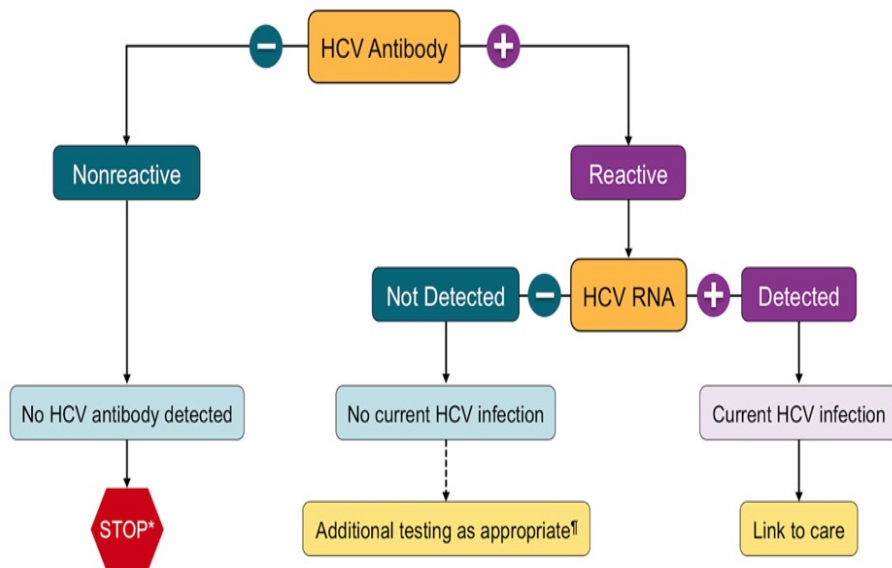 HCV Antibody
Nonreactive
Reactive
Not Detected
HCV RNA
Detected
No HCV antibody detected
No current HCV infection
Current HCV infection
STOP*
Additional testing as appropriate¶
Link to care